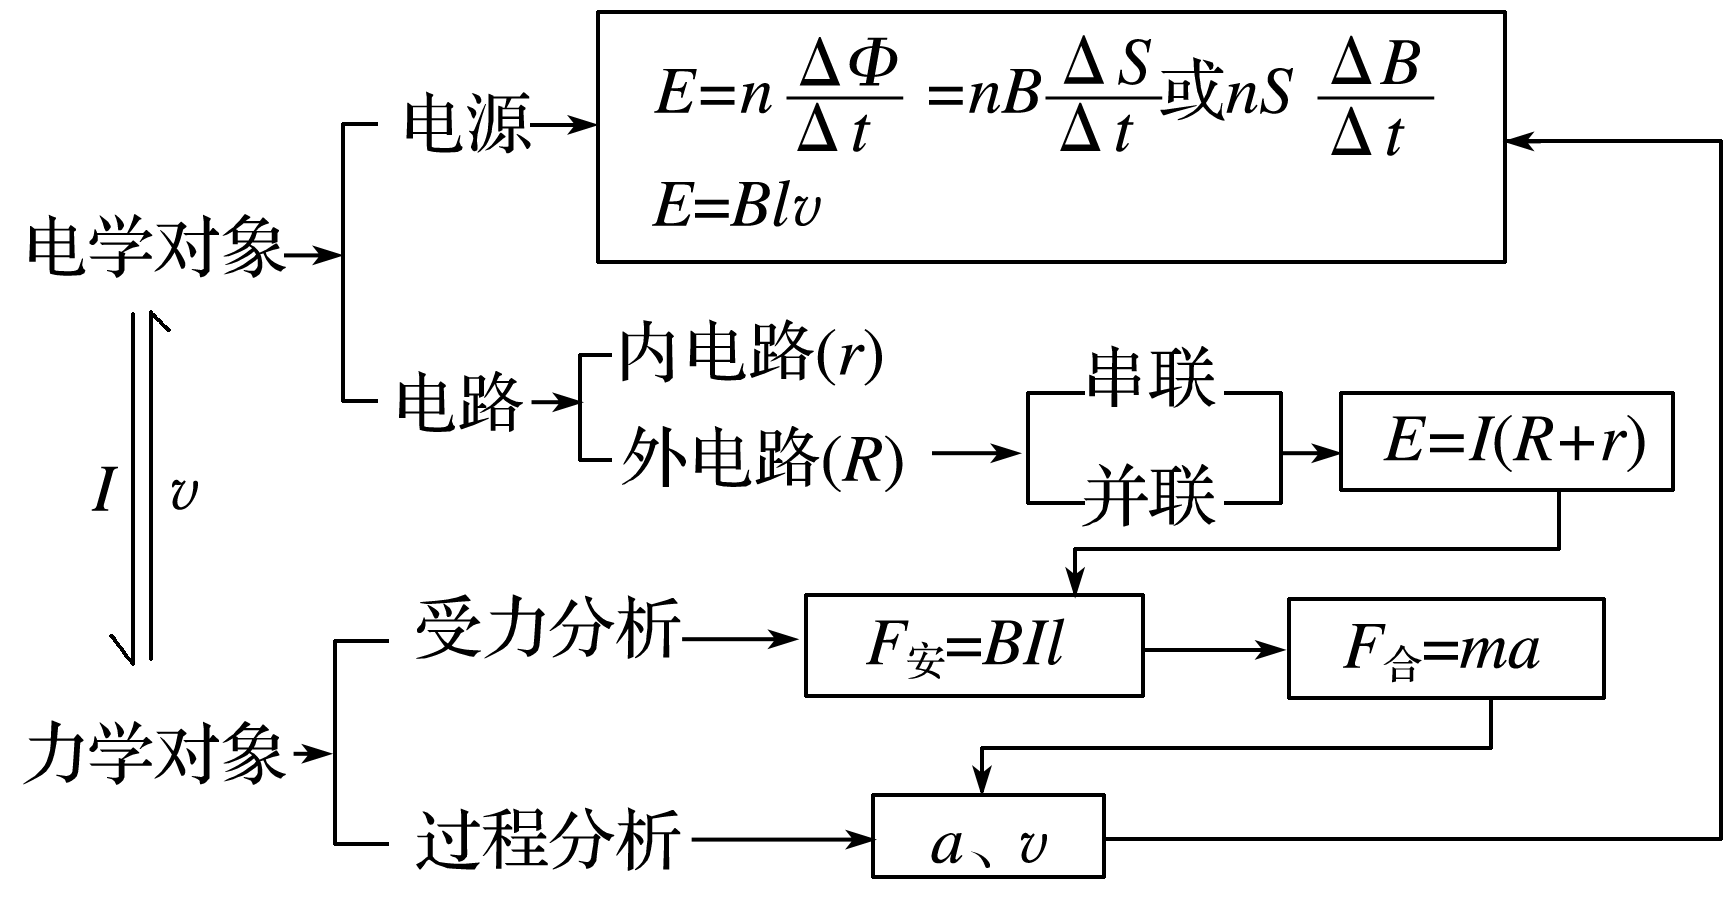 电源
E=n ΔΦ/Δt =nB ΔS/Δt 或nS ΔB/Δt
E=Blv
电学对象
电路
内电路(r)
外电路(R)
串联
并联
E=I(R+r)
I
v
力学对象
受力分析
F安=BIl
F合=ma
过程分析
a、v